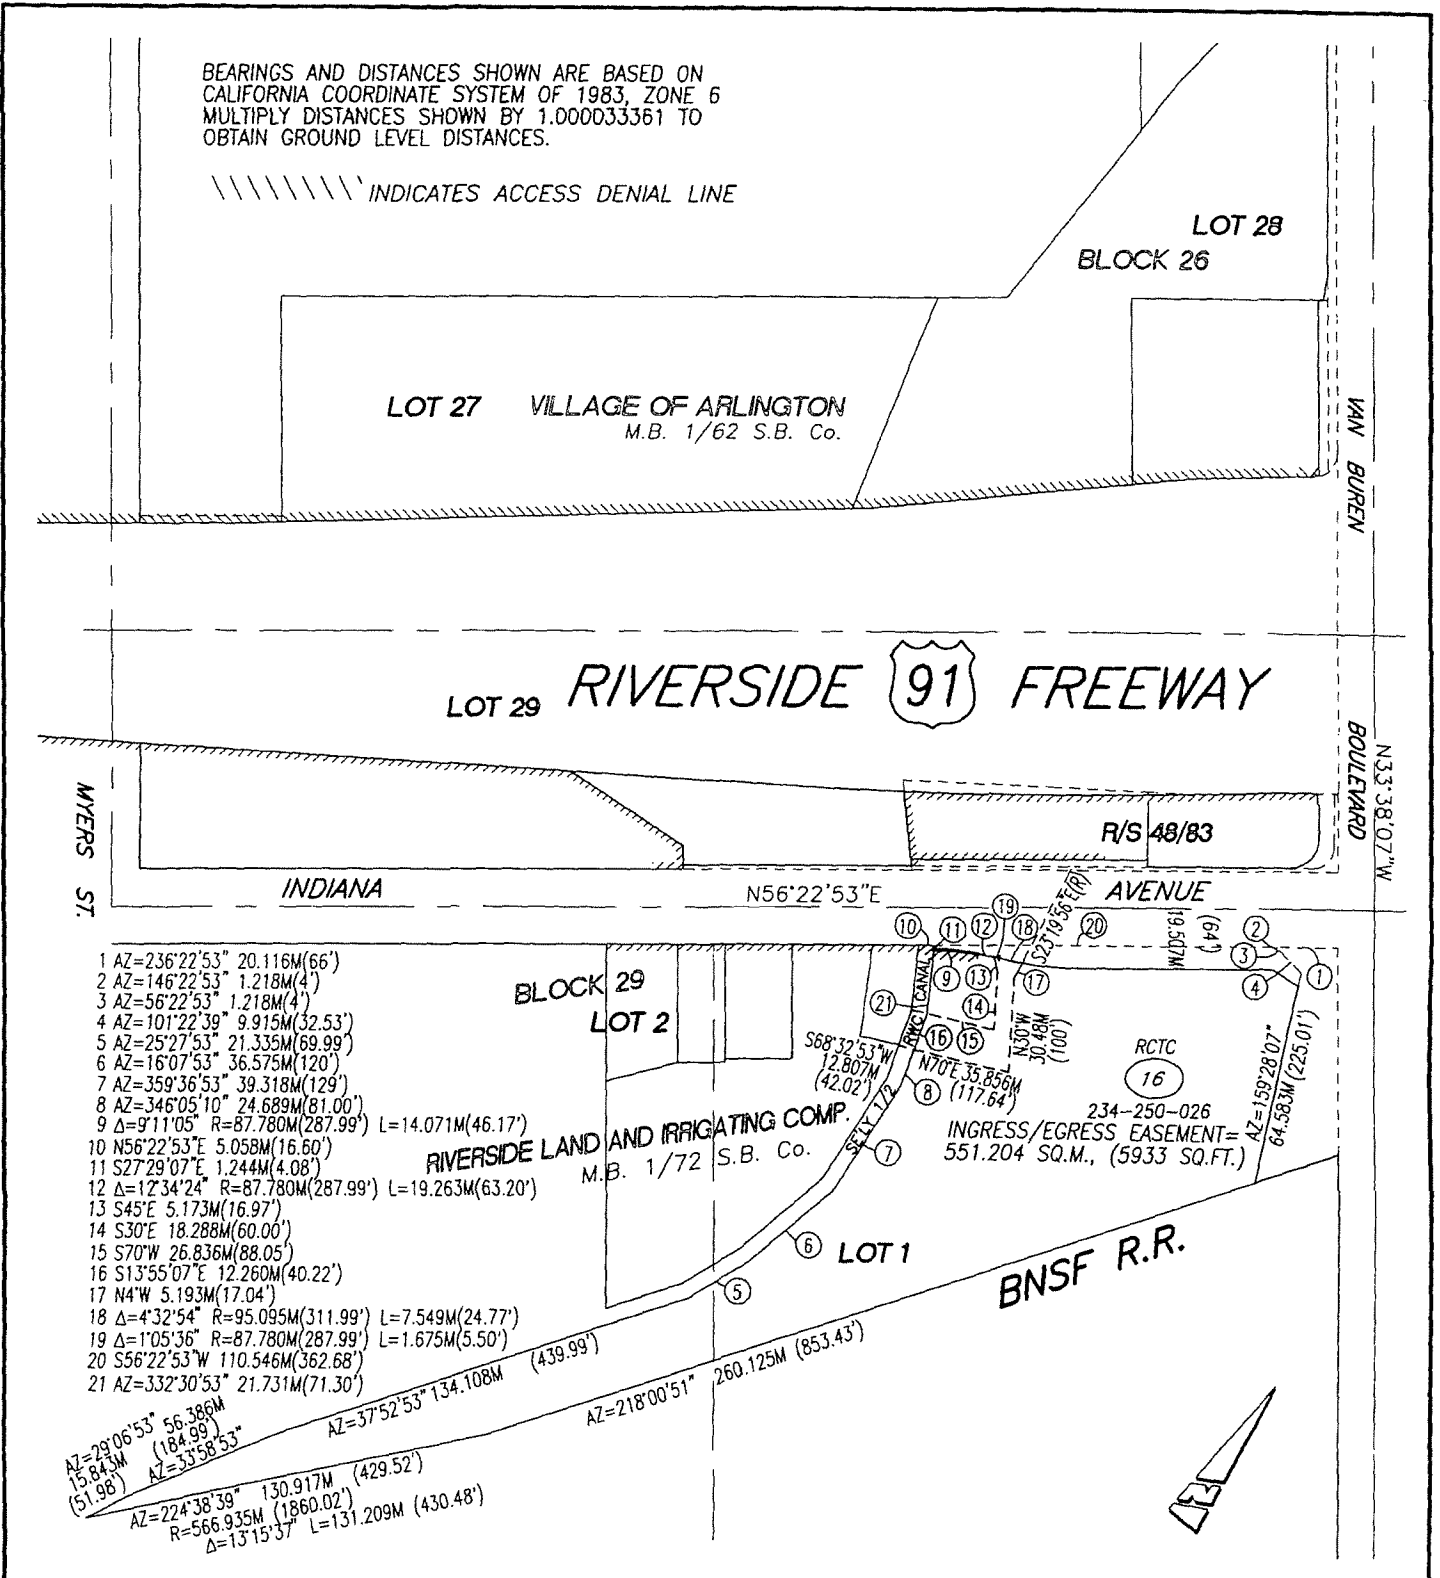 BEARINGS AND DISTANCES SHOWN ARE BASED ON
CALIFORNIA COORDINATE SYSTEM OF 1983, ZONE 6
MULTIPLY DISTANCES SHOWN BY 1.000033361 TO
OBTAIN GROUND LEVEL DISTANCES.
INDICATES ACCESS DENIAL LINE
LOT 28
BLOCK 26
LOT 27 VILLAGE OF ARLINGTON
M.B. 1/62 S.B. Co.
VAN BUREN
BOULEVARD
N33°38'07"W
LOT 29 RIVERSIDE 91 FREEWAY
MYERS ST.
R/S 48/83
INDIANA
N56°22'53"E
AVENUE
S23°19'56"E(R)
19.507M
(64')
10
11
12
19
18
20
2
3
1
4
17
9
13
14
21
16
15
8
7
6
5
1 AZ=236°22'53" 20.116M(66')
2 AZ=146°22'53" 1.218M(4')
3 AZ=56°22'53" 1.218M(4')
4 AZ=101°22'39" 9.915M(32.53')
5 AZ=25°27'53" 21.335M(69.99')
6 AZ=16°07'53" 36.575M(120')
7 AZ=359°36'53" 39.318M(129')
8 AZ=346°05'10" 24.689M(81.00')
9 Δ=9°11'05" R=87.780M(287.99') L=14.071M(46.17')
10 N56°22'53"E 5.058M(16.60')
11 S27°29'07"E 1.244M(4.08')
12 Δ=12°34'24" R=87.780M(287.99') L=19.263M(63.20')
13 S45°E 5.173M(16.97')
14 S30°E 18.288M(60.00')
15 S70°W 26.836M(88.05')
16 S13°55'07"E 12.260M(40.22')
17 N4°W 5.193M(17.04')
18 Δ=4°32'54" R=95.095M(311.99') L=7.549M(24.77')
19 Δ=1°05'36" R=87.780M(287.99') L=1.675M(5.50')
20 S56°22'53"W 110.546M(362.68')
21 AZ=332°30'53" 21.731M(71.30')
BLOCK 29
LOT 2
RWCI CANAL
SELY 1/2
S68°32'53"W
12.807M
(42.02')
N70°E 35.856M
(117.64')
N30°W
30.48M
(100')
RCTC
16
234-250-026
INGRESS/EGRESS EASEMENT=
551.204 SQ.M., (5933 SQ.FT.)
AZ=159°28'07"
64.583M (225.01')
RIVERSIDE LAND AND IRRIGATING COMP.
M.B. 1/72 S.B. Co.
LOT 1
BNSF R.R.
AZ=37°52'53" 134.108M (439.99')
AZ=218°00'51" 260.125M (853.43')
AZ=29°06'53" 56.386M
(184.99')
15.843M
(51.98')
AZ=33°58'53"
AZ=224°38'39" 130.917M (429.52')
R=566.935M (1860.02')
Δ=13°15'37" L=131.209M (430.48')
N